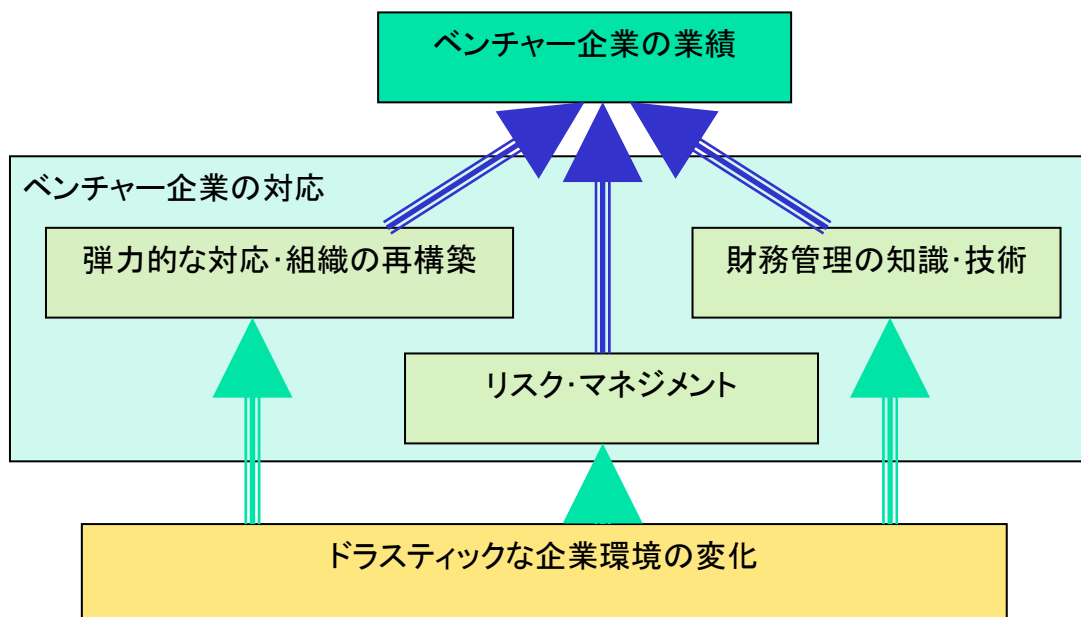 ベンチャー企業の業績
ベンチャー企業の対応
弾力的な対応･組織の再構築
財務管理の知識･技術
リスク･マネジメント
ドラスティックな企業環境の変化